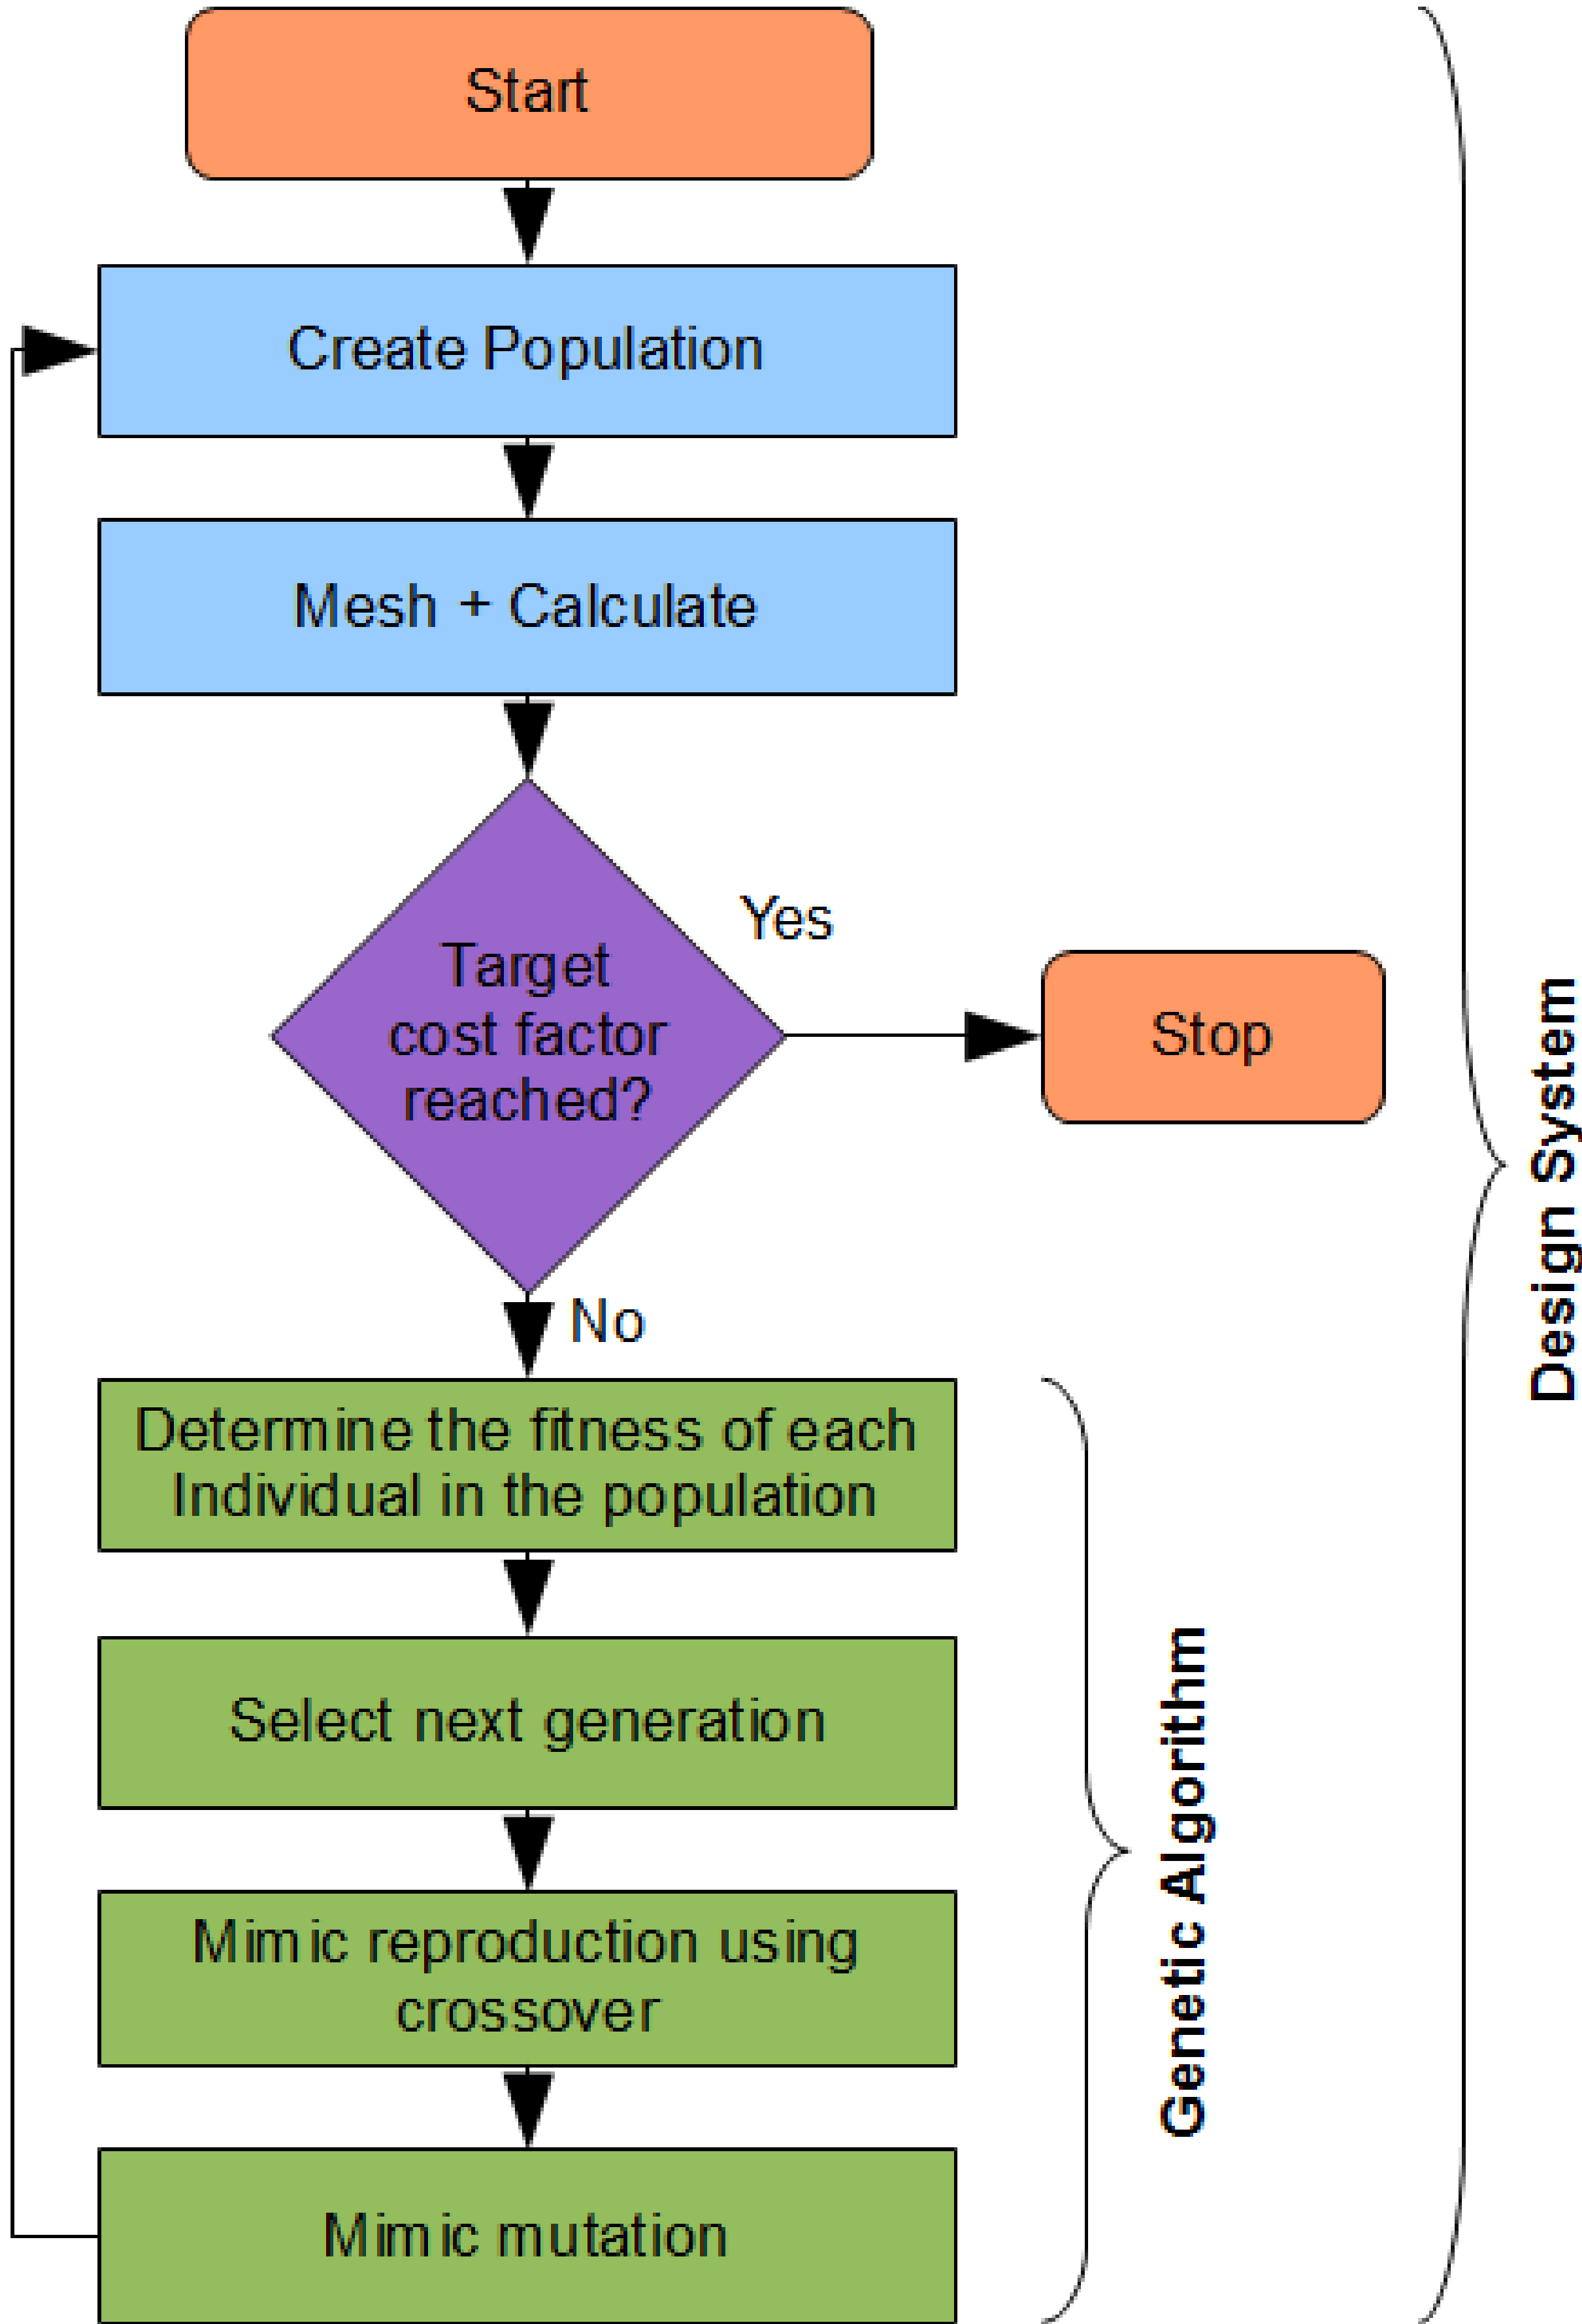 Start
Create Population
Mesh + Calculate
Target
cost factor
reached?
Yes
Stop
No
Determine the fitness of each
Individual in the population
Select next generation
Mimic reproduction using
crossover
Mimic mutation
Genetic Algorithm
Design System